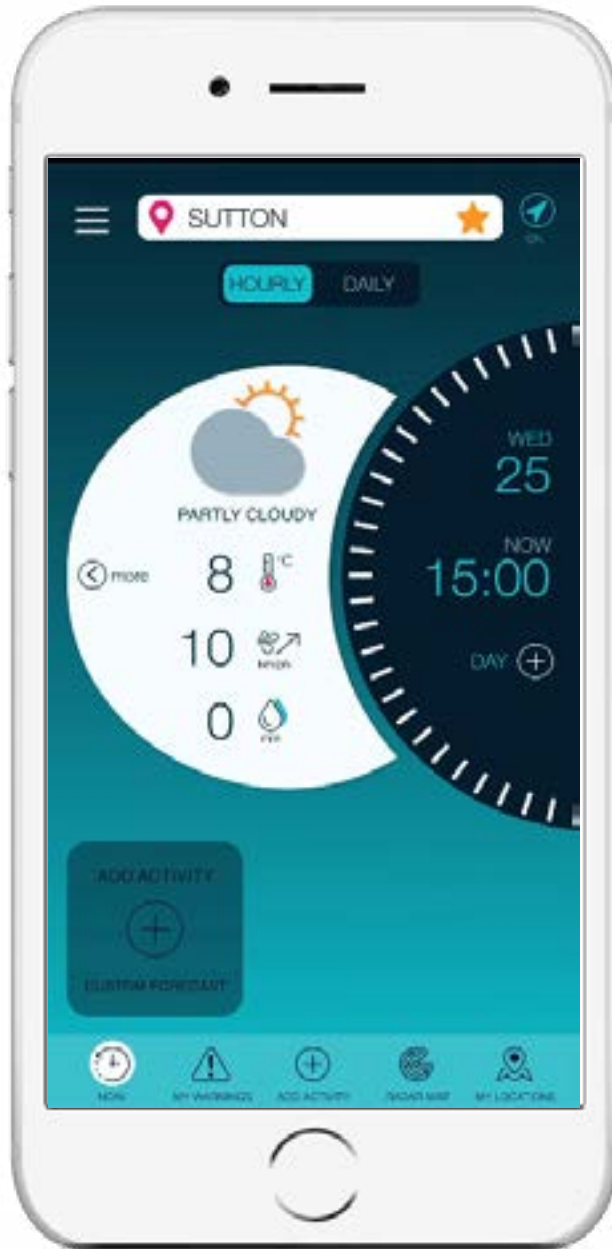 SUTTON
HOURLY DAILY
PARTLY CLOUDY
more
8 °C
10
0
WED
25
NOW
15:00
DAY
ADD ACTIVITY
CUSTOM FORECAST
NOW
MY WARNINGS
ADD ACTIVITY
RADAR MAP
MY LOCATIONS